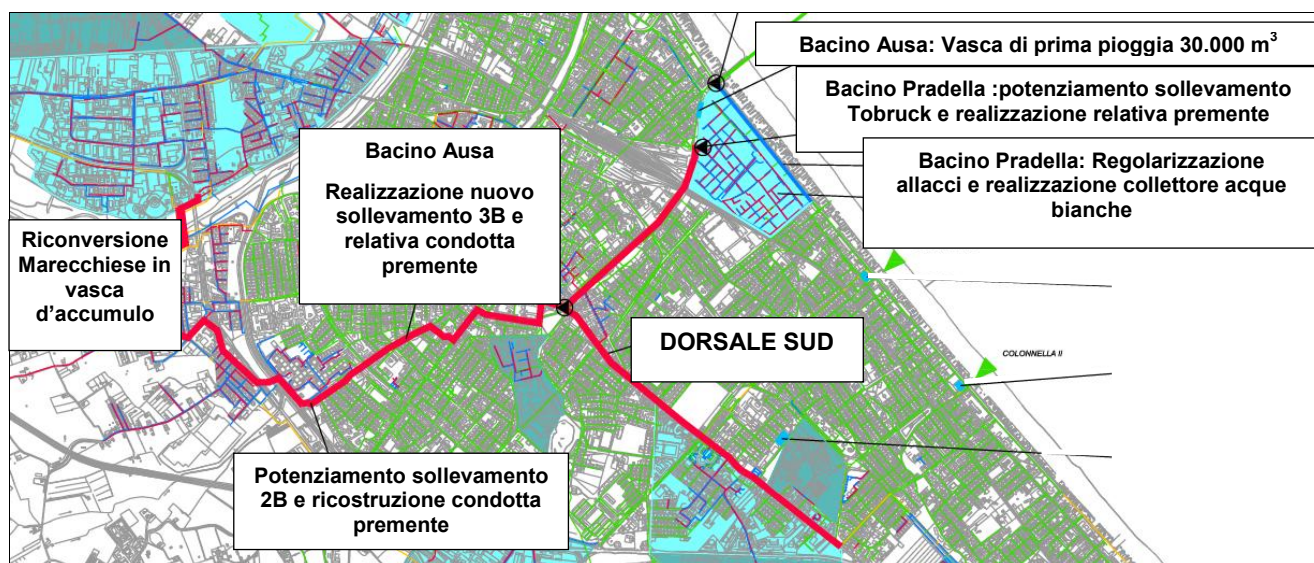 Bacino Ausa: Vasca di prima pioggia 30.000 m³
Bacino Pradella :potenziamento sollevamento
Tobruck e realizzazione relativa premente
Bacino Pradella: Regolarizzazione
allacci e realizzazione collettore acque
bianche
Bacino Ausa
Realizzazione nuovo
sollevamento 3B e
relativa condotta
premente
Riconversione
Marecchiese in
vasca
d'accumulo
DORSALE SUD
COLONNELLA II
Potenziamento sollevamento
2B e ricostruzione condotta
premente